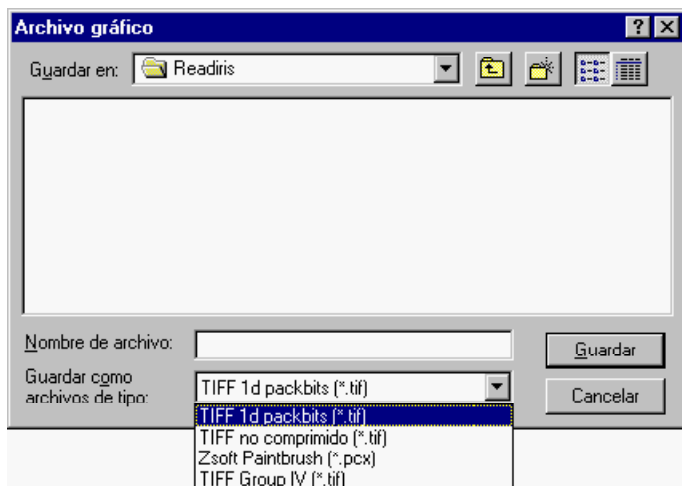 Archivo gráfico
Guardar en: Readiris
Nombre de archivo:
Guardar
Guardar como
archivos de tipo:
TIFF 1d packbits (*.tif)
Cancelar
TIFF 1d packbits (*.tif)
TIFF no comprimido (*.tif)
Zsoft Paintbrush (*.pcx)
TIFF Group IV (*.tif)